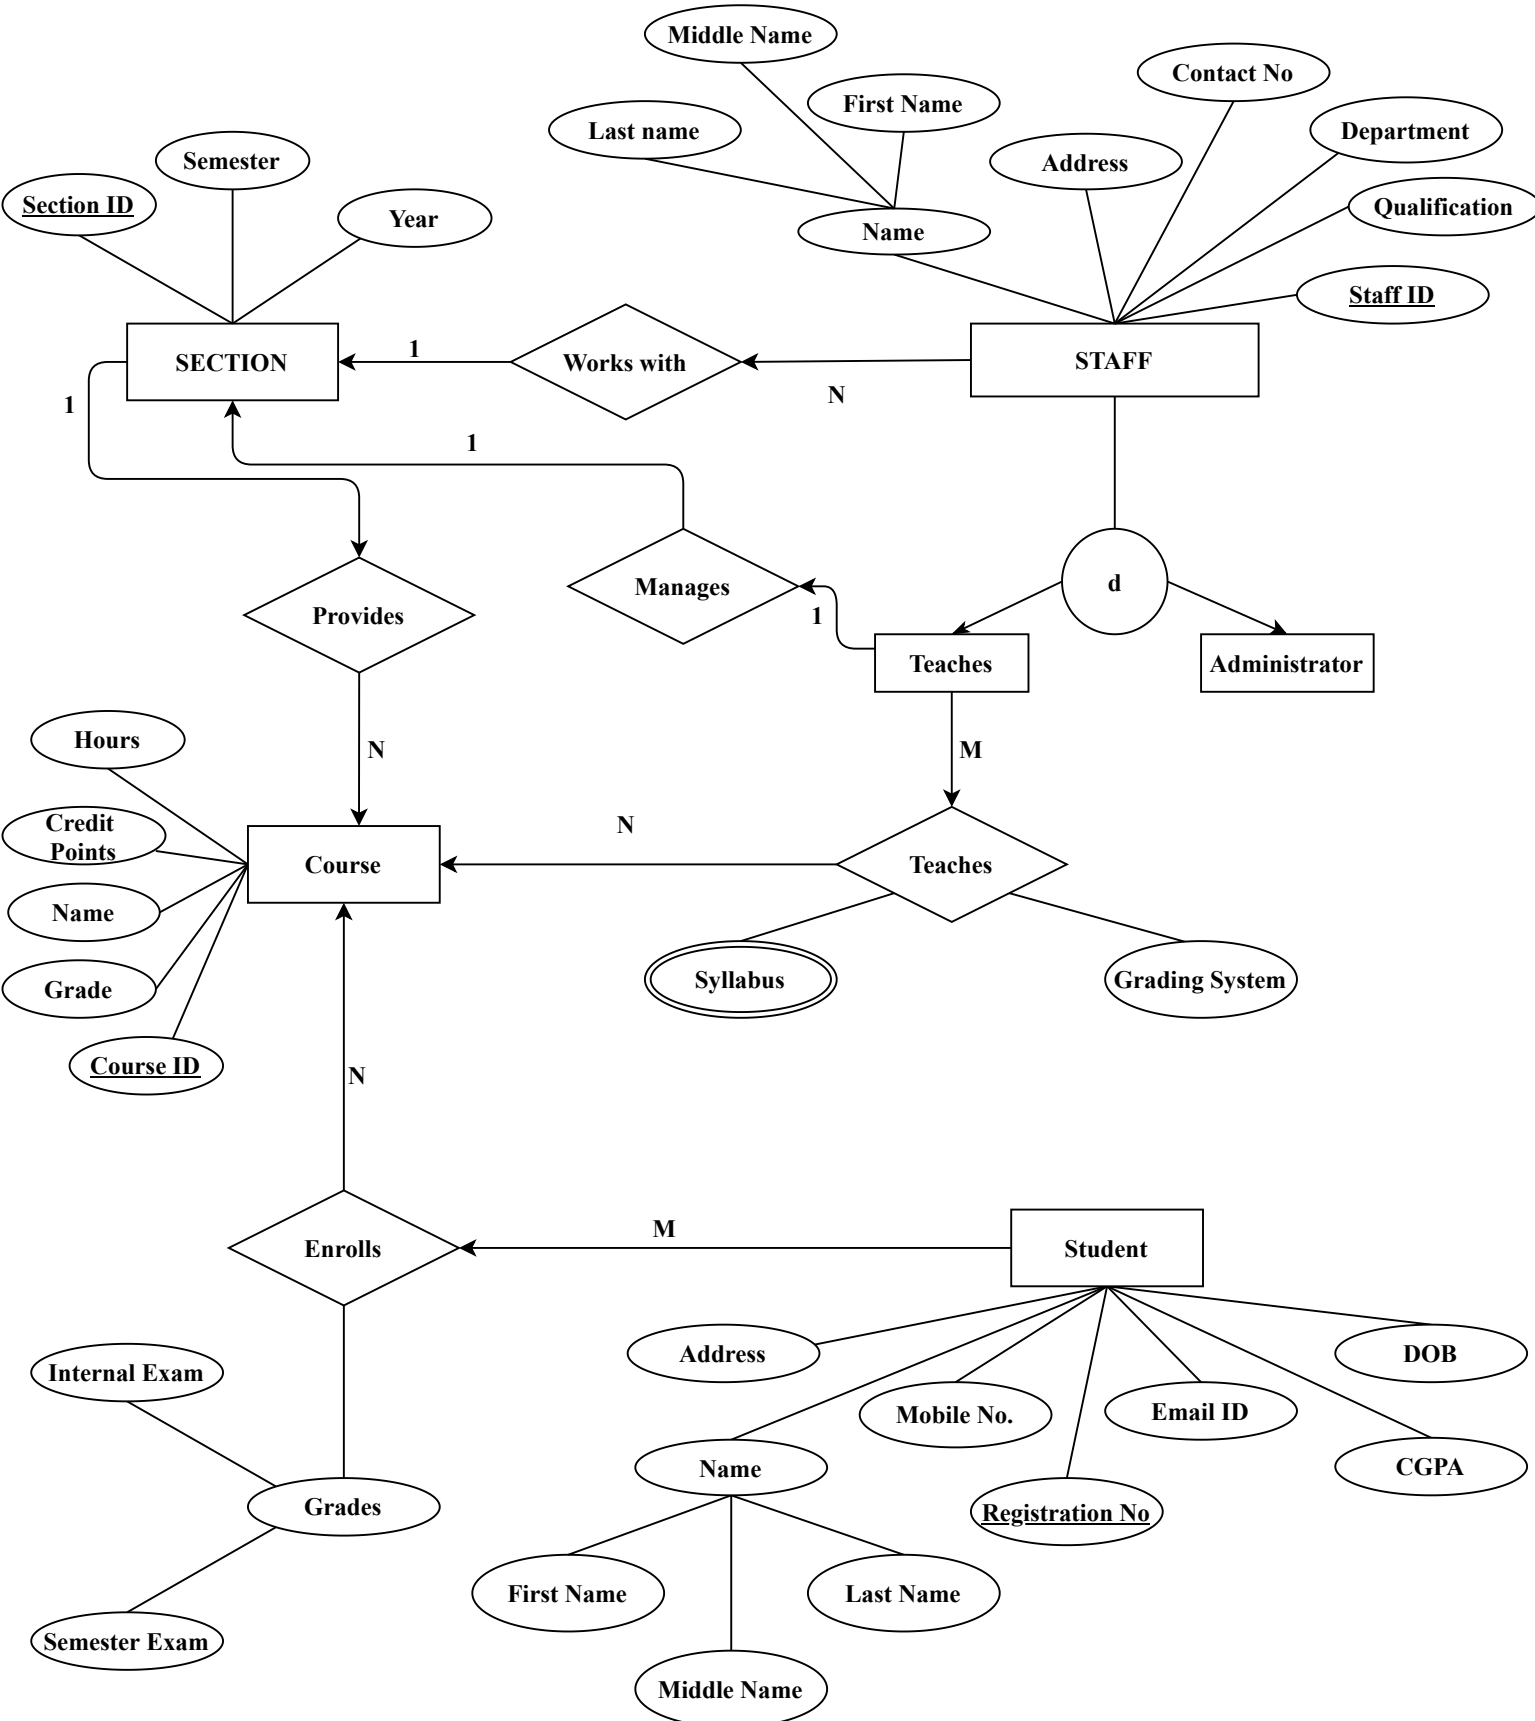 Middle Name
Contact No
First Name
Last name
Department
Semester
Address
Section ID
Year
Qualification
Name
Staff ID
SECTION
1
Works with
N
STAFF
1
1
d
Manages
1
Provides
Teaches
Administrator
N
M
Hours
Credit
Points
N
Course
Teaches
Name
Grade
Syllabus
Grading System
Course ID
N
M
Enrolls
Student
Address
DOB
Internal Exam
Mobile No.
Email ID
Name
CGPA
Grades
Registration No
First Name
Last Name
Semester Exam
Middle Name